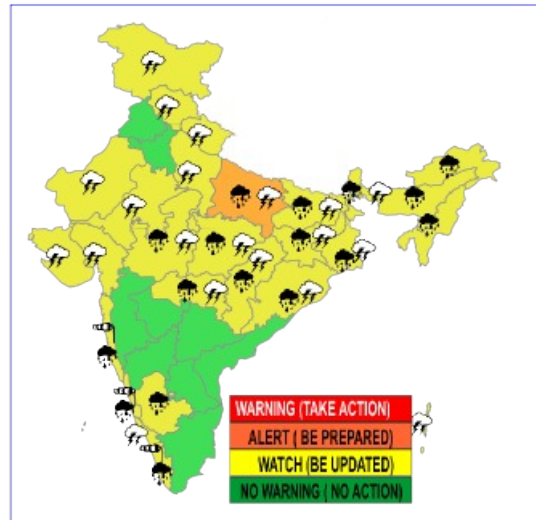 WARNING (TAKE ACTION)
ALERT ( BE PREPARED)
WATCH (BE UPDATED)
NO WARNING ( NO ACTION)